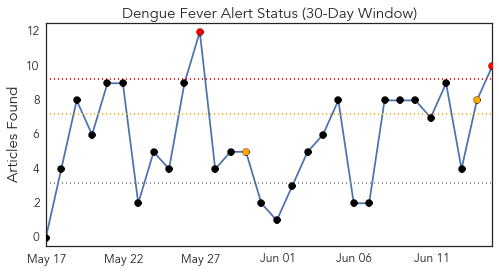 Dengue Fever Alert Status (30-Day Window)
Articles Found
12
10
8
6
4
2
0
May 17 May 22 May 27 Jun 01 Jun 06 Jun 11